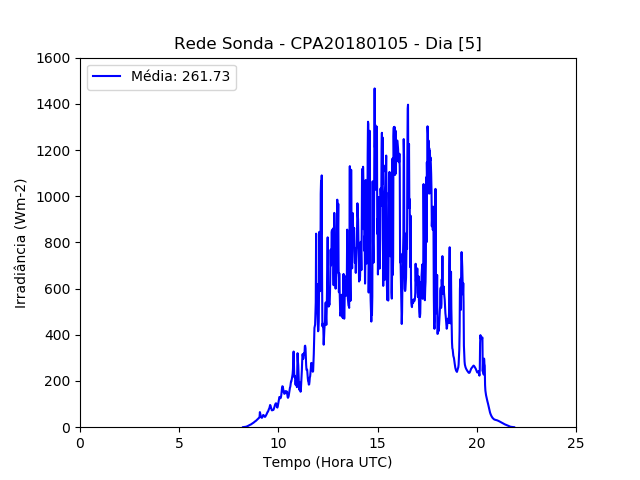 Rede Sonda - CPA20180105 - Dia [5]
Média: 261.73
1600
1400
1200
1000
800
600
400
200
0
Irradiância (Wm-2)
0 5 10 15 20 25
Tempo (Hora UTC)